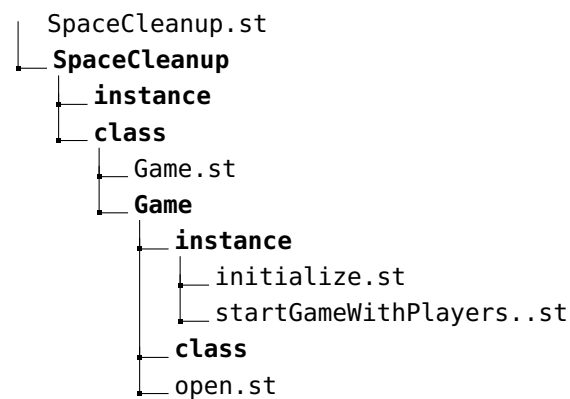 SpaceCleanup.st
SpaceCleanup
instance
class
Game.st
Game
instance
initialize.st
startGameWithPlayers..st
class
open.st